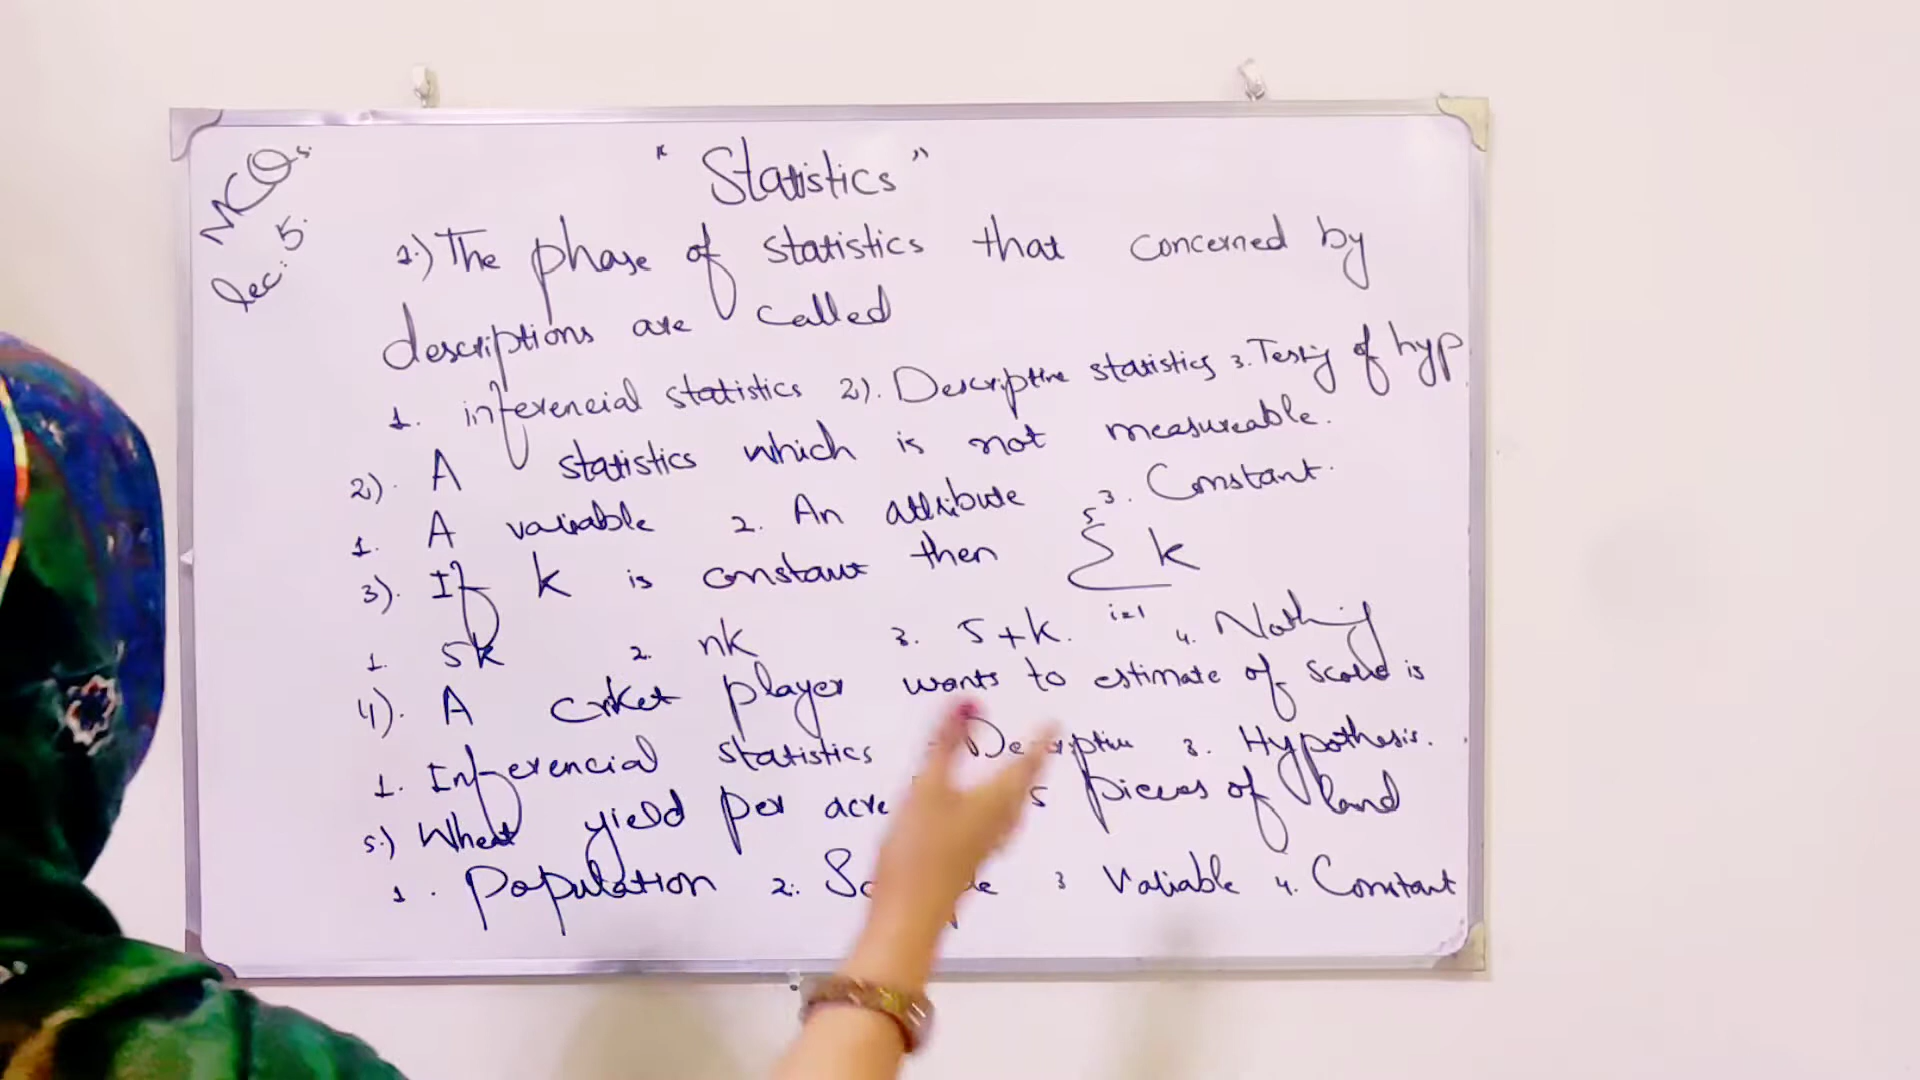 MCQs.
lec: 5.
"Statistics"
1.) The phase of statistics that concerned by
descriptions are called
1. inferencial statistics 2). Descriptive statistics 3. Testing of hyp
2). A statistics which is not measureable.
1. A variable 2. An attribute 3. Constant.
3). If k is constant then 5 Σ k i=1
1. 5k 2. nk 3. 5+k. 4. Nothing
4). A cricket player wants to estimate of score is
1. Inferencial statistics Descriptive 3. Hypothesis.
5.) Wheat yield per acre 5 pieces of land
1. Population 2. 3 Variable 4. Constant